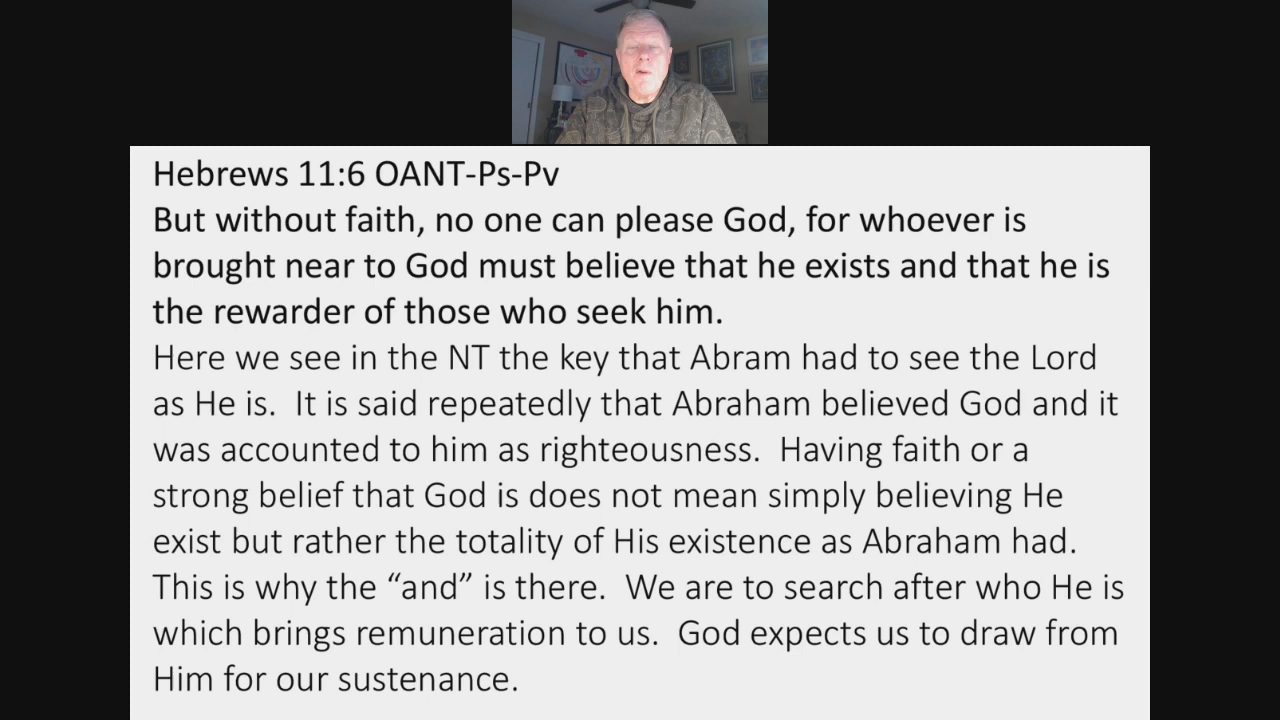 Hebrews 11:6 OANT-Ps-Pv
But without faith, no one can please God, for whoever is
brought near to God must believe that he exists and that he is
the rewarder of those who seek him.
Here we see in the NT the key that Abram had to see the Lord
as He is.  It is said repeatedly that Abraham believed God and it
was accounted to him as righteousness.  Having faith or a
strong belief that God is does not mean simply believing He
exist but rather the totality of His existence as Abraham had.
This is why the “and” is there.  We are to search after who He is
which brings remuneration to us.  God expects us to draw from
Him for our sustenance.